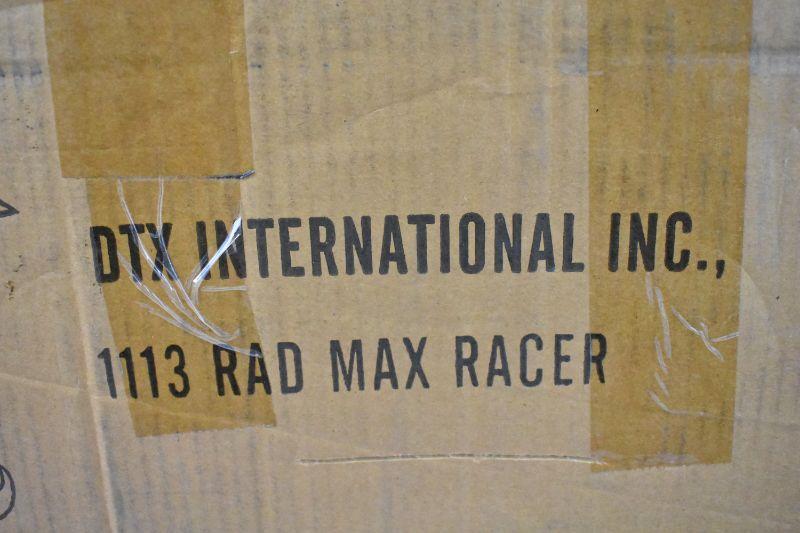 DTX INTERNATIONAL INC.,
1113 RAD MAX RACER